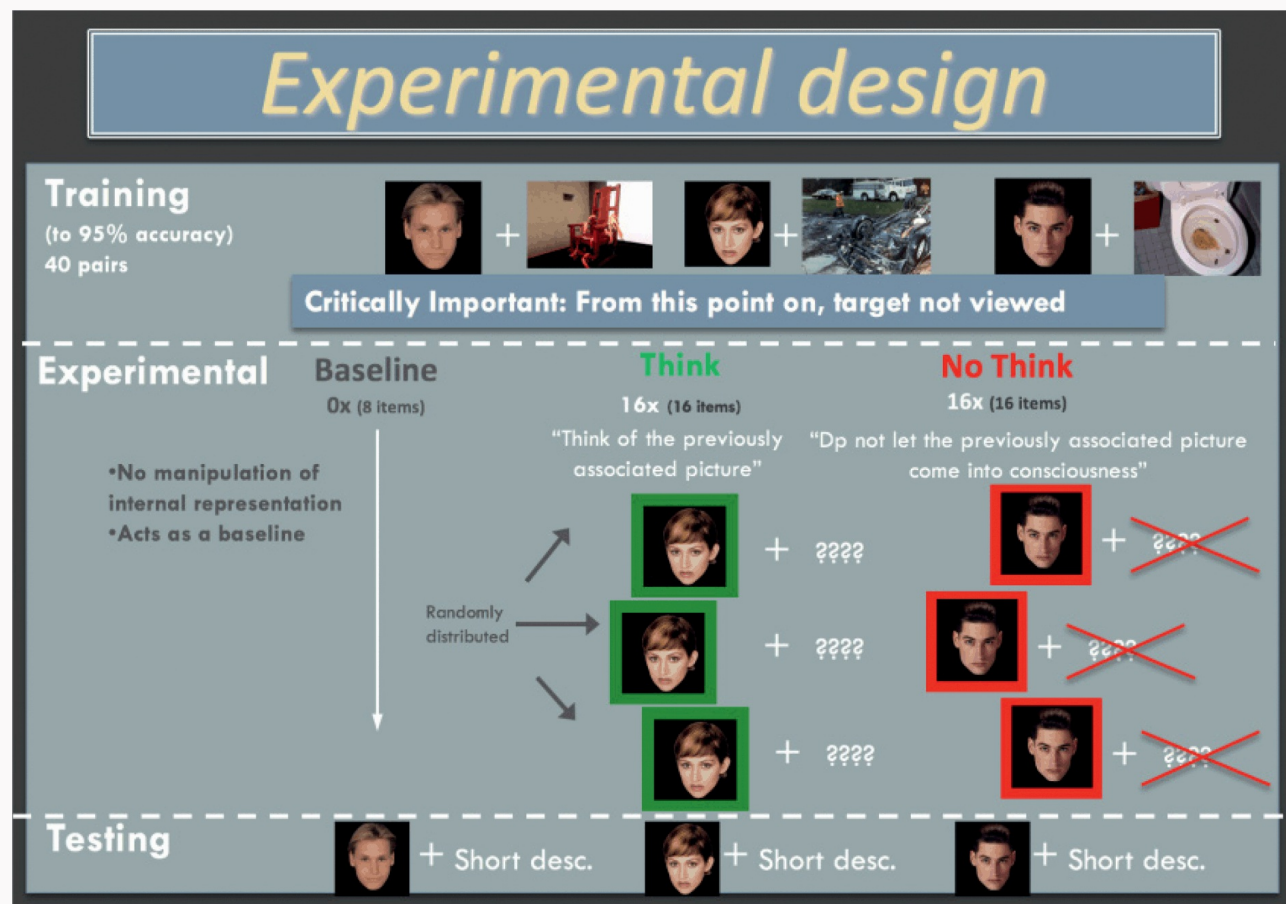 Experimental design
Training
(to 95% accuracy)
40 pairs
+
+
+
Critically Important: From this point on, target not viewed
Experimental
Baseline
0x (8 items)
•No manipulation of
internal representation
•Acts as a baseline
Think
16x (16 items)
“Think of the previously
associated picture”
No Think
16x (16 items)
“Dp not let the previously associated picture
come into consciousness”
Randomly
distributed
+ ????
+ ????
+ ????
+ ????
+ ????
+ ????
Testing
+ Short desc.
+ Short desc.
+ Short desc.